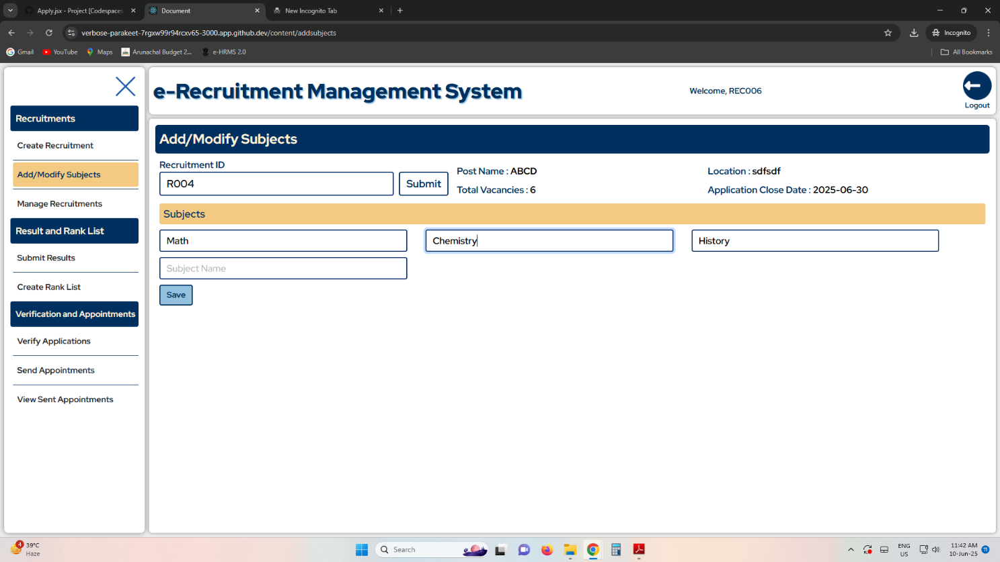 Apply.jsx - Project [Codespaces
Document
New Incognito Tab
verbose-parakeet-7rgxw99r94rcxv65-3000.app.github.dev/content/addsubjects
Incognito
Gmail
YouTube
Maps
Arunachal Budget 2...
e-HRMS 2.0
All Bookmarks
e-Recruitment Management System
Welcome, REC006
Logout
Recruitments
Create Recruitment
Add/Modify Subjects
Manage Recruitments
Result and Rank List
Submit Results
Create Rank List
Verification and Appointments
Verify Applications
Send Appointments
View Sent Appointments
Add/Modify Subjects
Recruitment ID
R004
Submit
Post Name : ABCD
Location : sdfsdf
Total Vacancies : 6
Application Close Date : 2025-06-30
Subjects
Math
Chemistry
History
Subject Name
Save
4
39°C
Haze
Search
ENG
US
11:42 AM
10-Jun-25
11